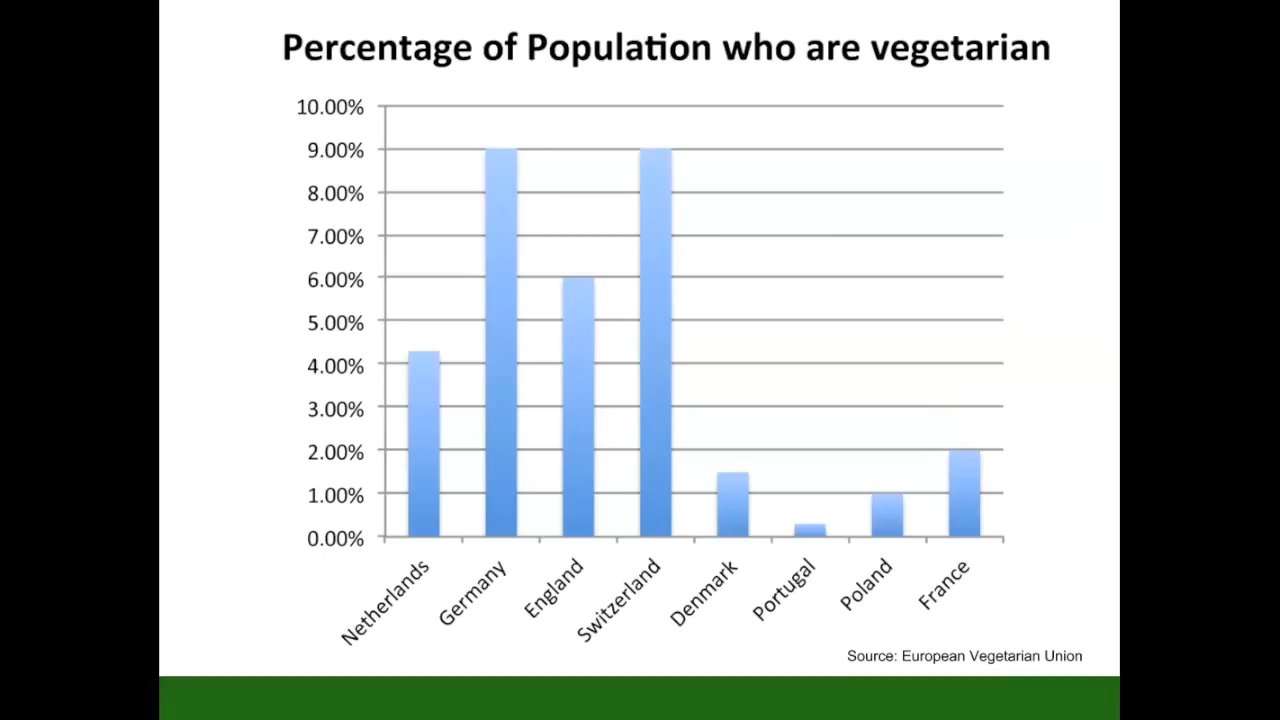 Percentage of Population who are vegetarian
10.00%
9.00%
8.00%
7.00%
6.00%
5.00%
4.00%
3.00%
2.00%
1.00%
0.00%
Netherlands
Germany
England
Switzerland
Denmark
Portugal
Poland
France
Source: European Vegetarian Union